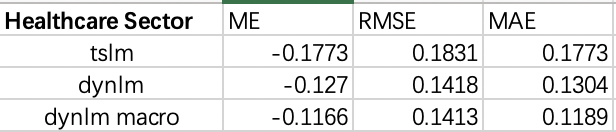 Healthcare Sector ME RMSE MAE
tslm -0.1773 0.1831 0.1773
dynlm -0.127 0.1418 0.1304
dynlm macro -0.1166 0.1413 0.1189